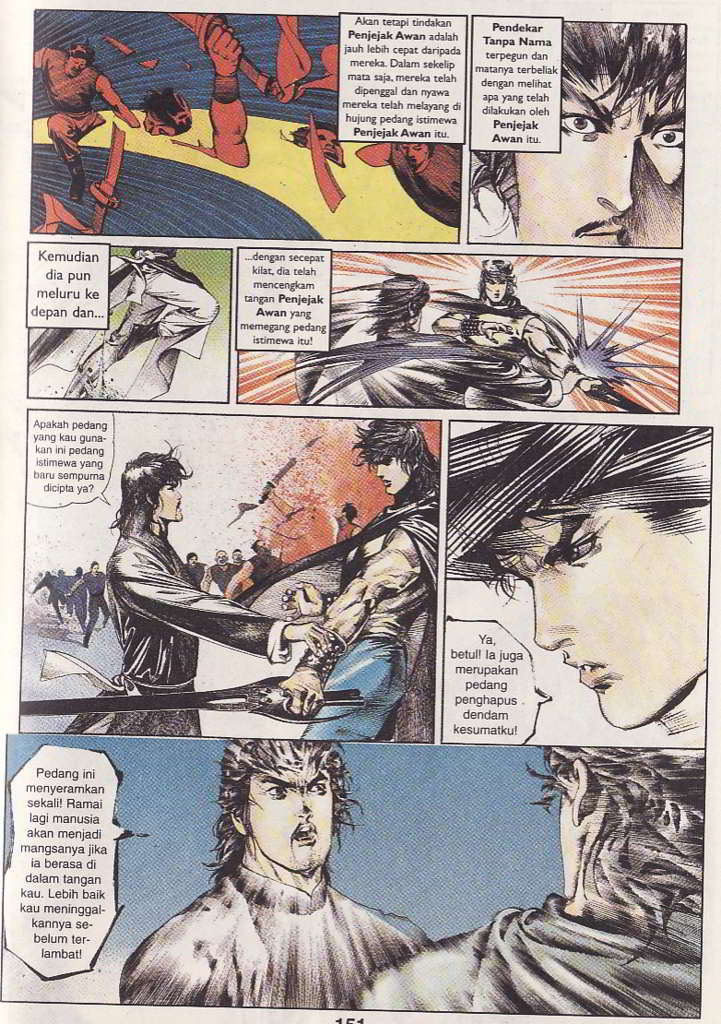 Akan tetapi tindakan
Penjejak Awan adalah
jauh lebih cepat daripada
mereka. Dalam sekelip
mata saja, mereka telah
dipenggal dan nyawa
mereka telah melayang di
hujung pedang istimewa
Penjejak Awan itu.
Pendekar
Tanpa Nama
terpegun dan
matanya terbeliak
dengan melihat
apa yang telah
dilakukan oleh
Penjejak
Awan itu.
Kemudian
dia pun
meluru ke
depan dan...
...dengan secepat
kilat, dia telah
mencengkam
tangan Penjejak
Awan yang
memegang pedang
istimewa itu!
Apakah pedang
yang kau guna-
kan ini pedang
istimewa yang
baru sempurna
dicipta ya?
Ya,
betul! Ia juga
merupakan
pedang
penghapus
dendam
kesumatku!
Pedang ini
menyeramkan
sekali! Ramai
lagi manusia
akan menjadi
mangsanya jika
ia berasa di
dalam tangan
kau. Lebih baik
kau meninggal-
kannya se-
belum ter-
lambat!
151